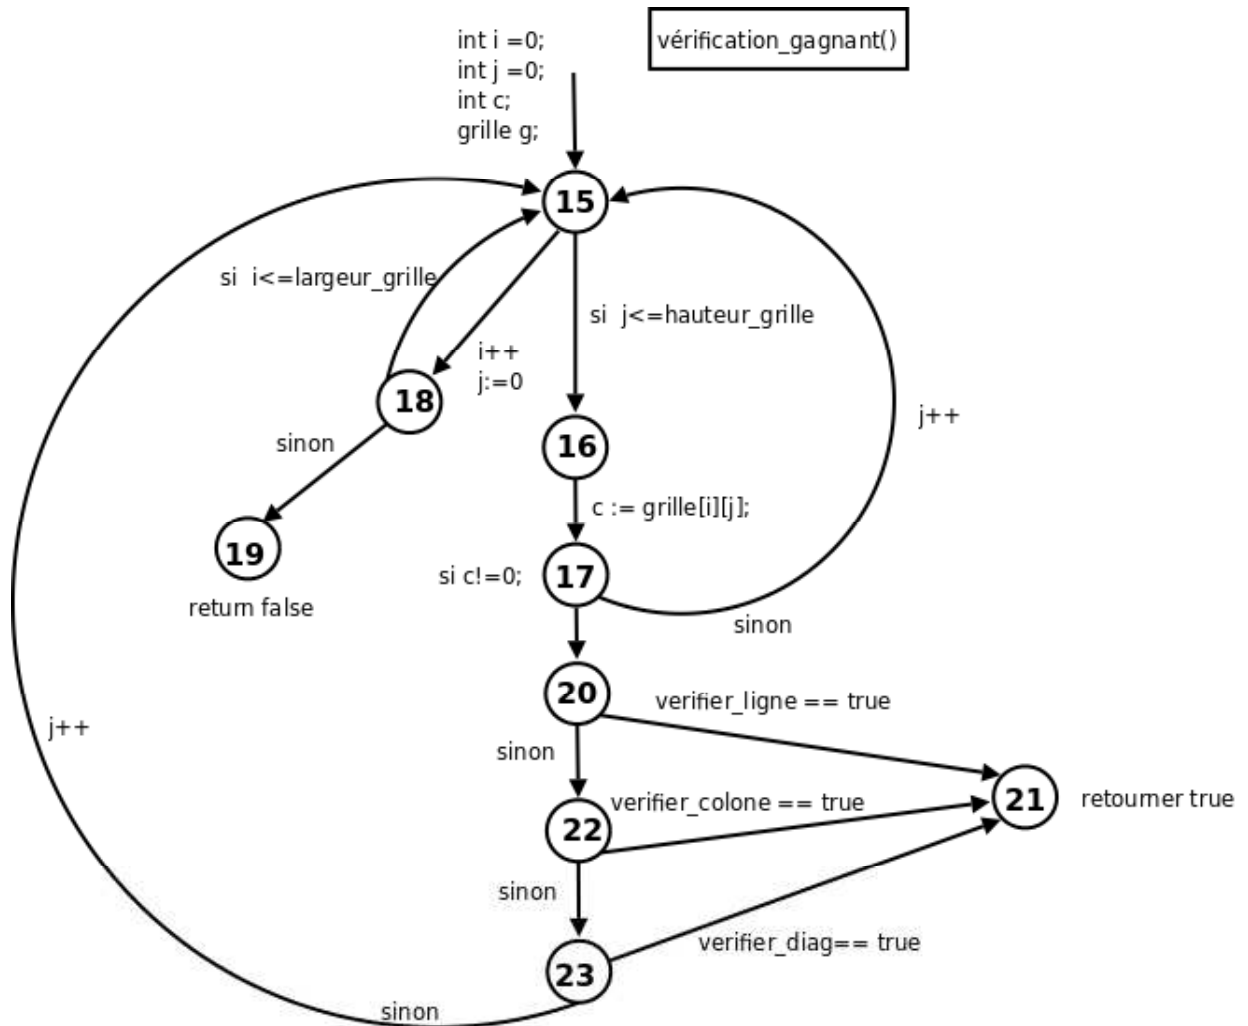 int i =0;
int j =0;
int c;
grille g;
vérification_gagnant()
15
si i<=largeur_grille
si j<=hauteur_grille
i++
j:=0
18
j++
sinon
16
c := grille[i][j];
19
si c!=0;
17
return false
sinon
20
verifier_ligne == true
j++
sinon
verifier_colone == true
21
retourner true
22
sinon
verifier_diag== true
23
sinon